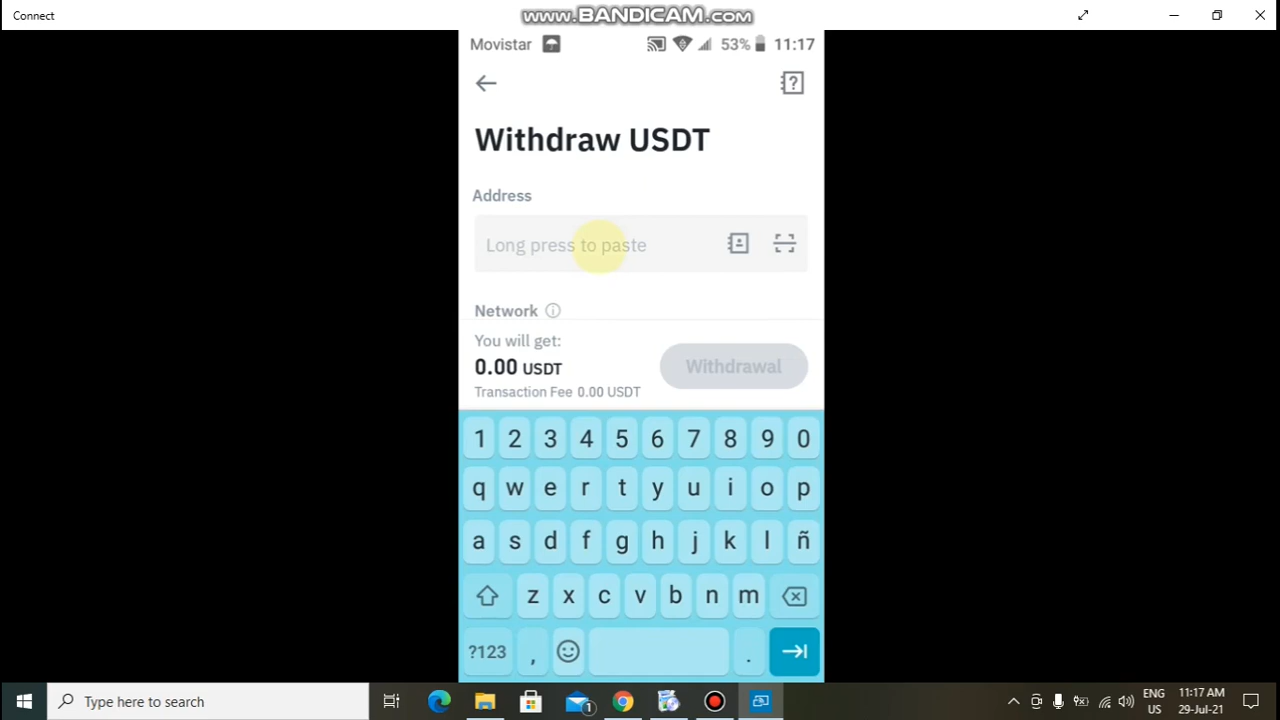 Connect
www.BANDICAM.com
Movistar 53% 11:17
Withdraw USDT
Address
Long press to paste
Network
You will get:
0.00 USDT
Withdrawal
Transaction Fee 0.00 USDT
1 2 3 4 5 6 7 8 9 0
q w e r t y u i o p
a s d f g h j k l ñ
z x c v b n m
?123 , .
Type here to search
1
ENG
US
11:17 AM
29-Jul-21